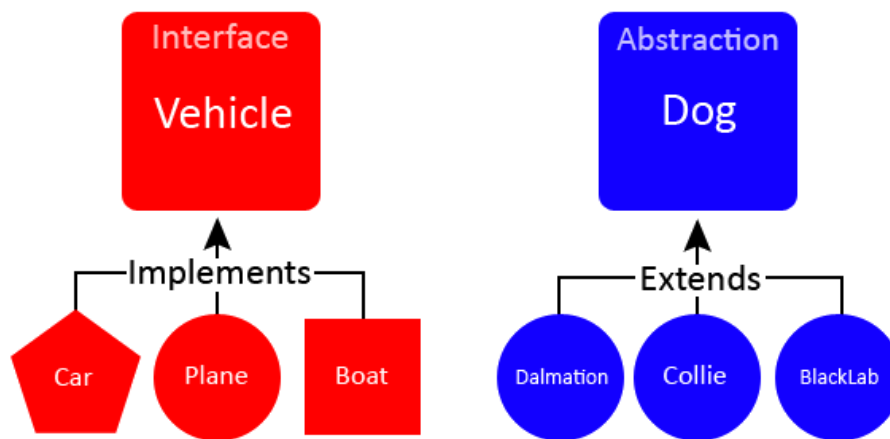 Interface
Vehicle
Implements
Car
Plane
Boat
Abstraction
Dog
Extends
Dalmation
Collie
BlackLab